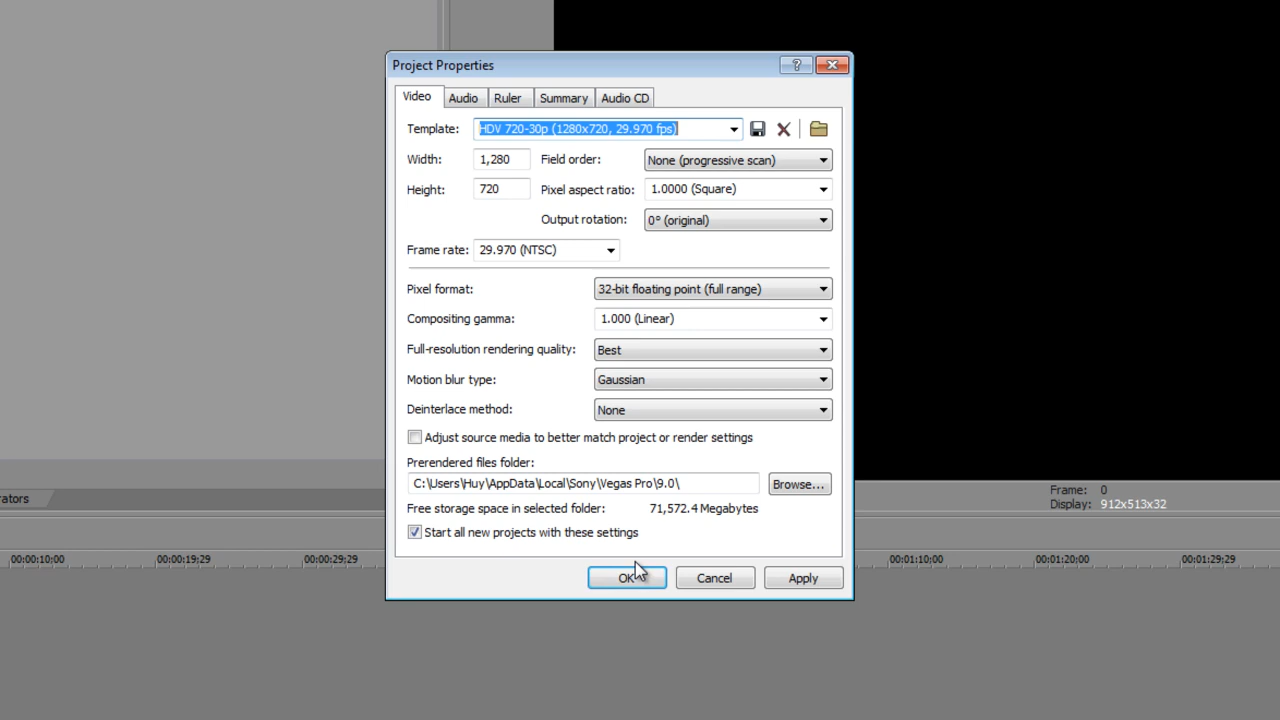 Project Properties
Video Audio Ruler Summary Audio CD
Template: HDV 720-30p (1280x720, 29.970 fps)
Width: 1,280 Field order: None (progressive scan)
Height: 720 Pixel aspect ratio: 1.0000 (Square)
Output rotation: 0° (original)
Frame rate: 29.970 (NTSC)
Pixel format: 32-bit floating point (full range)
Compositing gamma: 1.000 (Linear)
Full-resolution rendering quality: Best
Motion blur type: Gaussian
Deinterlace method: None
Adjust source media to better match project or render settings
Prerendered files folder:
C:\Users\Huy\AppData\Local\Sony\Vegas Pro\9.0\ Browse...
Free storage space in selected folder: 71,572.4 Megabytes
Start all new projects with these settings
OK Cancel Apply
rators
Frame: 0
Display: 912x513x32
00:00:10;00 00:00:19;29 00:00:29;29 00:01:10;00 00:01:20;00 00:01:29;29